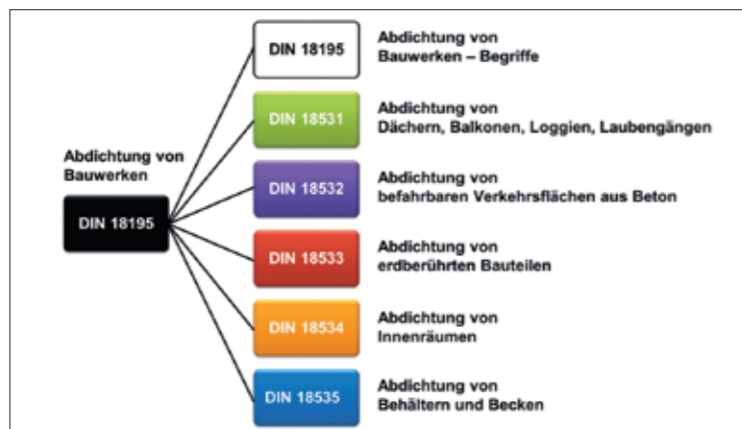 Abdichtung von
Bauwerken
DIN 18195
DIN 18195
Abdichtung von
Bauwerken – Begriffe
DIN 18531
Abdichtung von
Dächern, Balkonen, Loggien, Laubengängen
DIN 18532
Abdichtung von
befahrbaren Verkehrsflächen aus Beton
DIN 18533
Abdichtung von
erdberührten Bauteilen
DIN 18534
Abdichtung von
Innenräumen
DIN 18535
Abdichtung von
Behältern und Becken